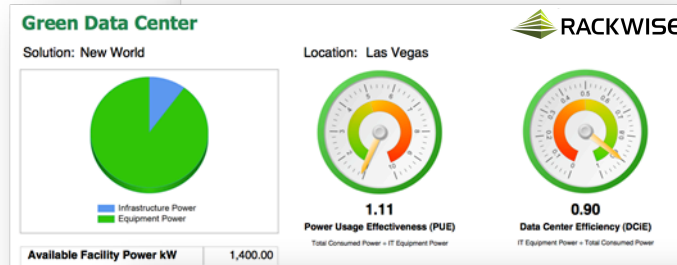 Green Data Center
RACKWISE
Solution: New World
Location: Las Vegas
Infrastructure Power
Equipment Power
1.11
Power Usage Effectiveness (PUE)
Total Consumed Power ÷ IT Equipment Power
0.90
Data Center Efficiency (DCiE)
IT Equipment Power ÷ Total Consumed Power
Available Facility Power kW
1,400.00